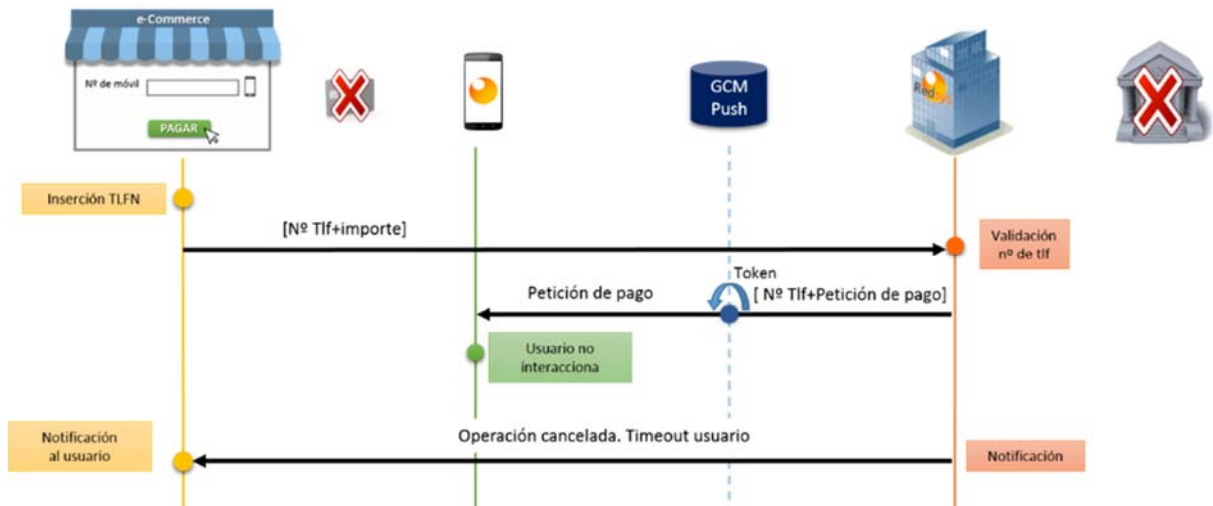 e-Commerce
Nº de móvil
PAGAR
GCM
Push
Redsys
Inserción TLFN
[Nº Tlf+importe]
Validación
nº de tlf
Token
Petición de pago
[ Nº Tlf+Petición de pago]
Usuario no
interacciona
Notificación
al usuario
Operación cancelada. Timeout usuario
Notificación